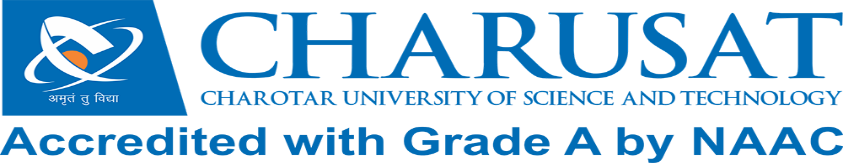 CHARUSAT
अमृतं तु विद्या
CHAROTAR UNIVERSITY OF SCIENCE AND TECHNOLOGY
Accredited with Grade A by NAAC